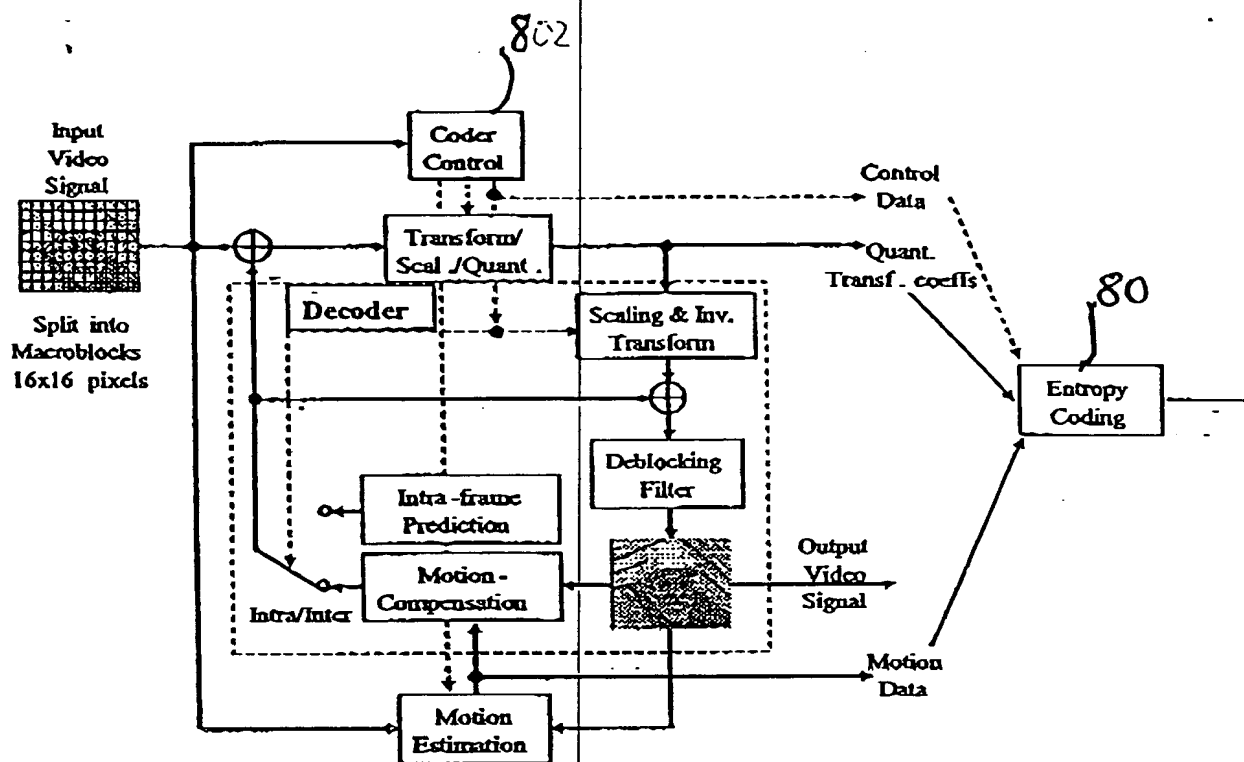 802
Input
Video
Signal
Coder
Control
Control
Data
Transform/
Scal./Quant.
Quant.
Transf. coeffs
80
Split into
Macroblocks
16x16 pixels
Decoder
Scaling & Inv.
Transform
Entropy
Coding
Deblocking
Filter
Intra-frame
Prediction
Motion-
Compensation
Intra/Inter
Output
Video
Signal
Motion
Data
Motion
Estimation